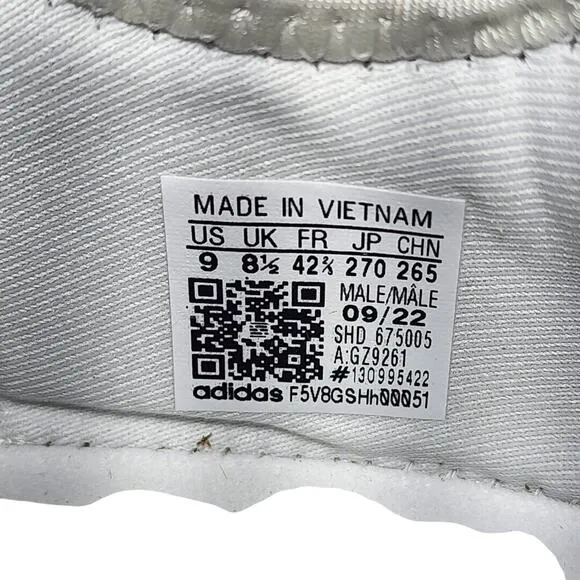 MADE IN VIETNAM
US UK FR JP CHN
9 8½ 42⅔ 270 265
MALE/MÂLE
09/22
SHD 675005
A:GZ9261
#130995422
adidas F5V8GSHh00051